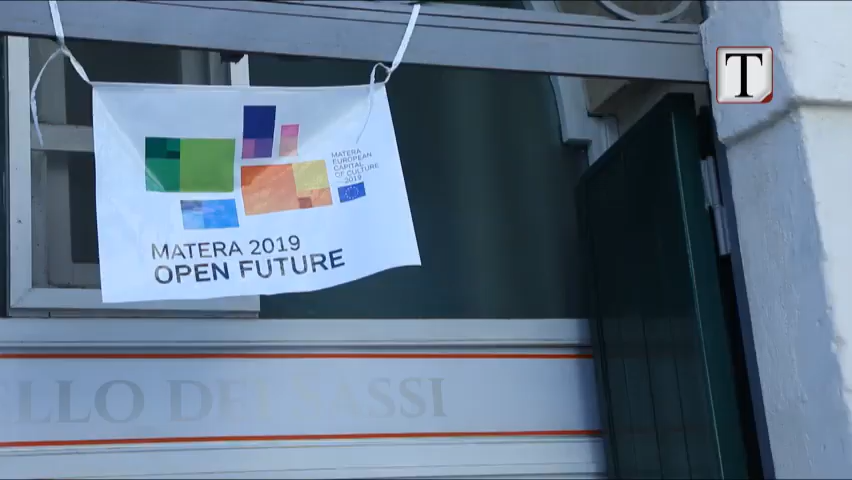 T
MATERA
EUROPEAN
CAPITAL
OF CULTURE
2019
MATERA 2019
OPEN FUTURE
LLO DEI SASSI